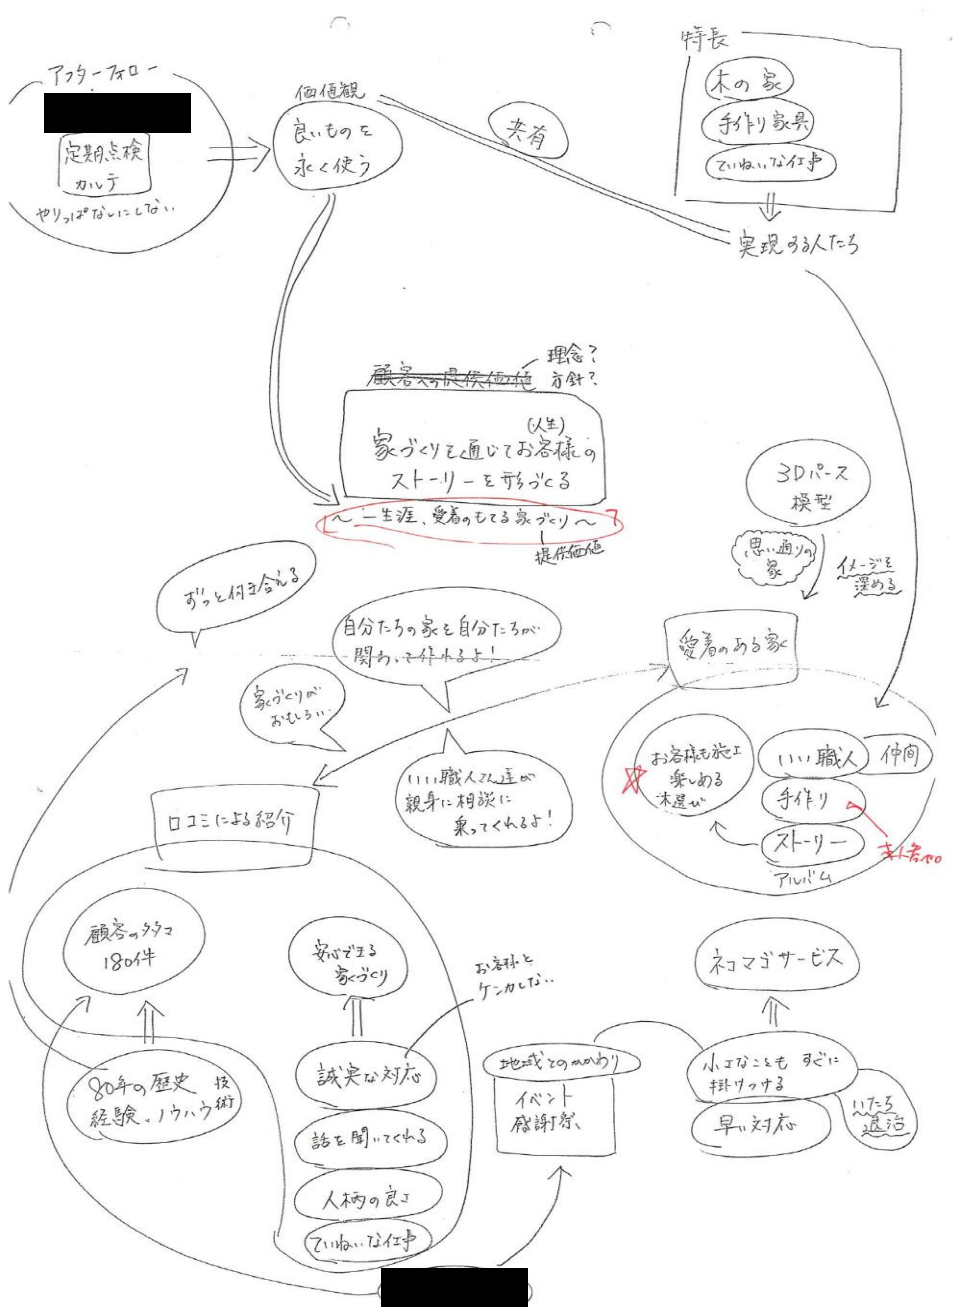 アフターフォロー
定期点検
カルテ
やりっぱなしにしない..
価値観
良いものを
永く使う
共有
特長
木の家
手作り家具
ていねいな仕事
実現する人たち
顧客への提供価値
理念?
方針?
(人生)
家づくりを通じてお客様の
ストーリーを形づくる
~一生涯、愛着のもてる家づくり~?
提供価値
3Dパース
模型
思い通りの
家
イメージを
深める
ずっと付き合える
自分たちの家を自分たちが
関わって作れるよ!
愛着のある家
家づくりが
おもしろい..
いい職人さん達が
親身に相談に
乗ってくれるよ!
お客様も施工
楽しめる
木選び
いい職人
仲間
手作り
ストーリー
アルバム
口コミによる紹介
顧客のタタマ
180件
安心できる
家づくり
お客様と
ケンカしない..
ネコマゴサービス
80年の歴史
経験、ノウハウ
技術
誠実な対応
話を聞いてくれる
人柄の良さ
ていねいな仕事
地域とのかかわり
イベント
感謝祭、
小エなことも すぐに
掛けつける
早い対応
いたち
退治